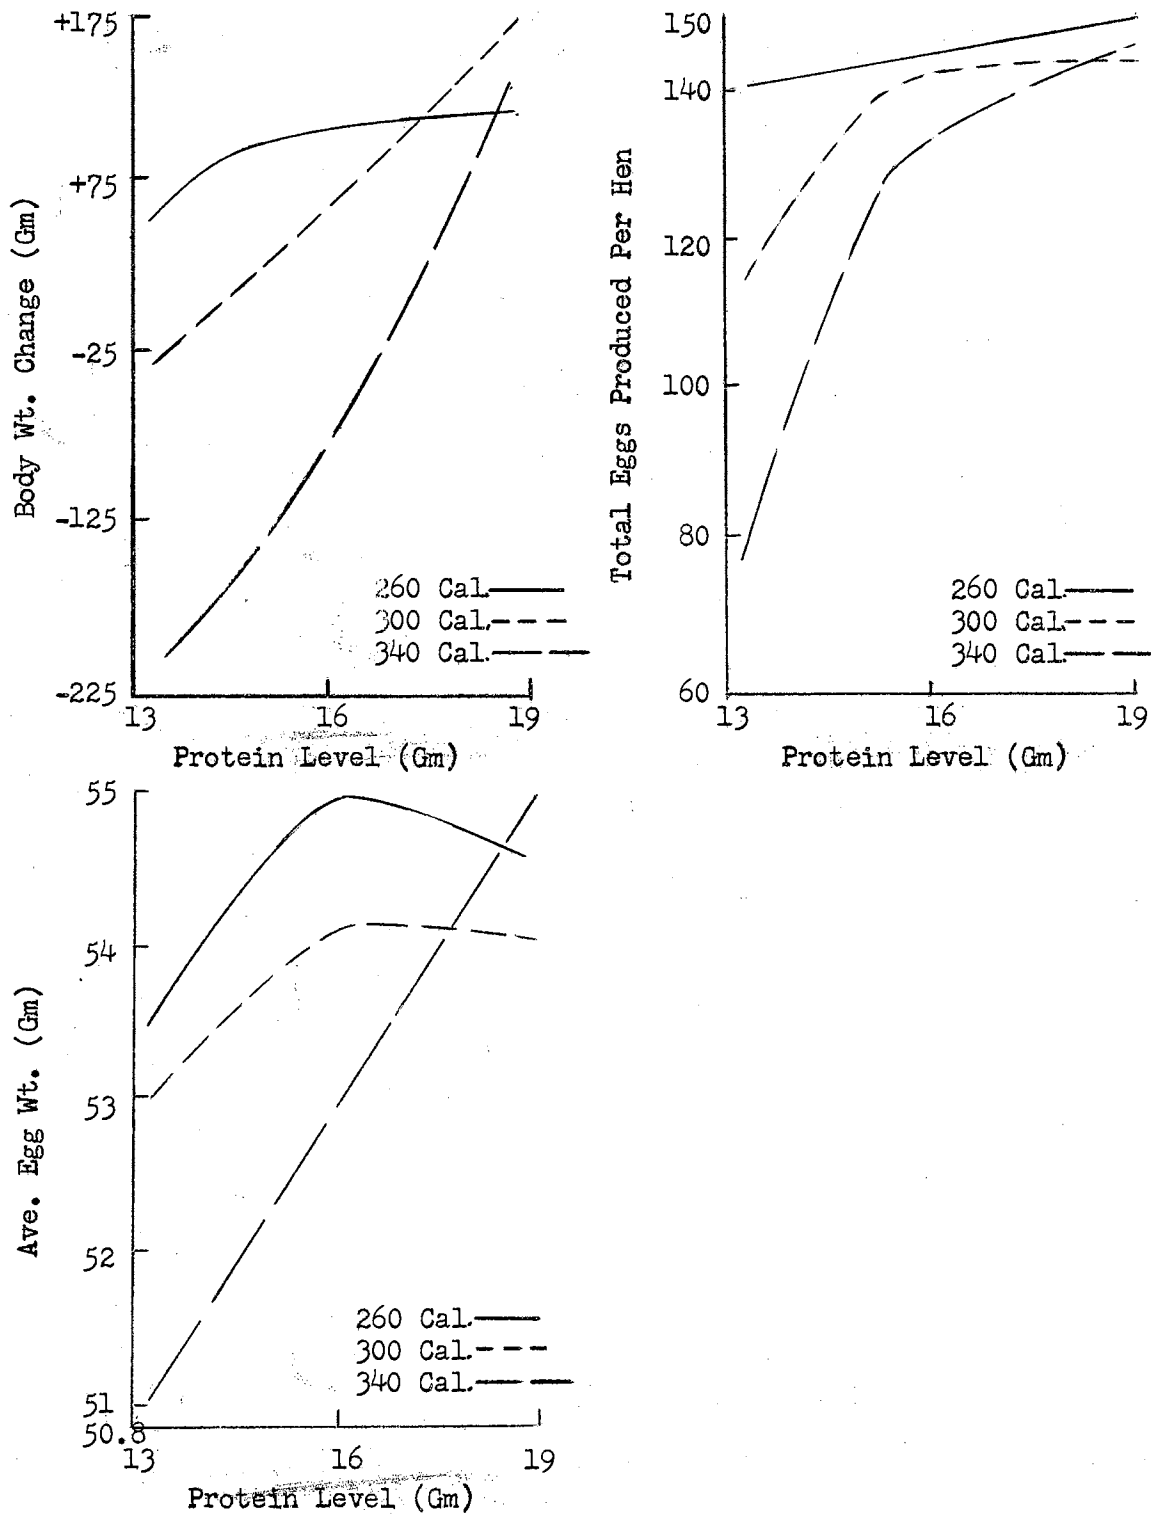 Body Wt. Change (Gm)
+175
+75
-25
-125
-225
260 Cal.
300 Cal.
340 Cal.
13 16 19
Protein Level (Gm)
Total Eggs Produced Per Hen
150
140
120
100
80
60
260 Cal.
300 Cal.
340 Cal.
13 16 19
Protein Level (Gm)
Ave. Egg Wt. (Gm)
55
54
53
52
51
50.8
260 Cal.
300 Cal.
340 Cal.
13 16 19
Protein Level (Gm)